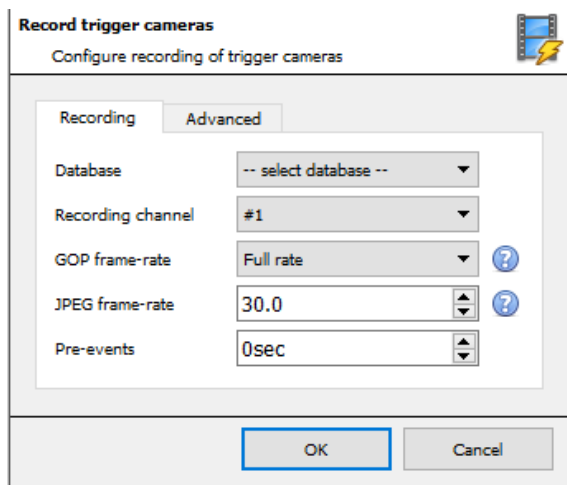 Record trigger cameras
Configure recording of trigger cameras
Recording Advanced
Database -- select database --
Recording channel #1
GOP frame-rate Full rate ?
JPEG frame-rate 30.0 ?
Pre-events 0sec
OK Cancel